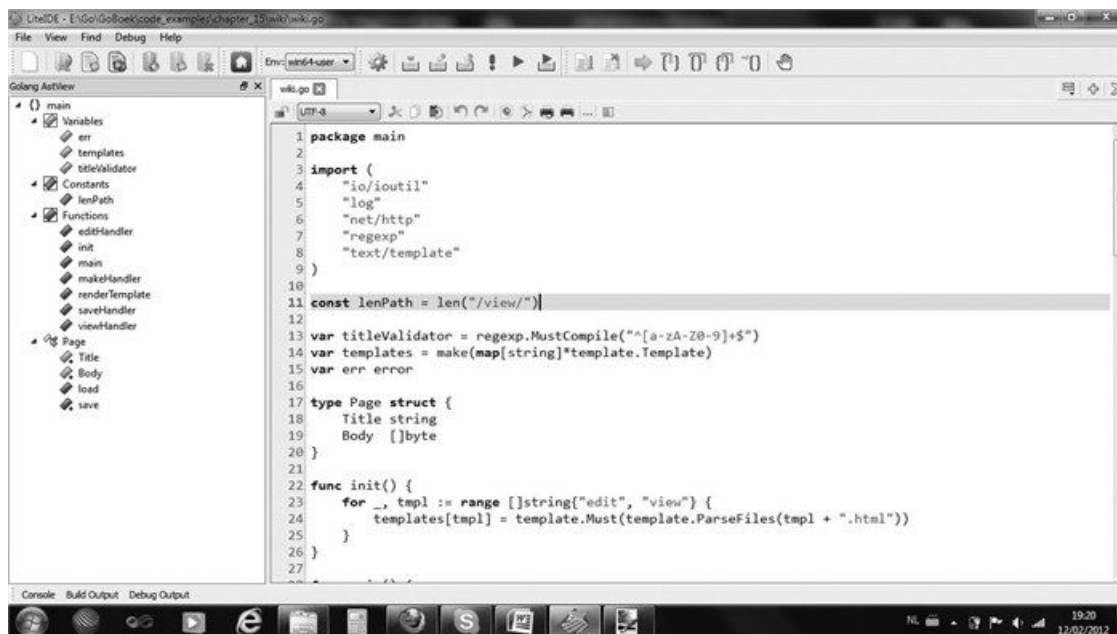 LiteIDE - E:\Go\GoBoek\code_examples\chapter_15\wiki\wiki.go
File View Find Debug Help
Env: win64-user
Golang AstView
main
Variables
err
templates
titleValidator
Constants
lenPath
Functions
editHandler
init
main
makeHandler
renderTemplate
saveHandler
viewHandler
Page
Title
Body
load
save
wiki.go
UTF-8
1 package main
2
3 import (
4 "io/ioutil"
5 "log"
6 "net/http"
7 "regexp"
8 "text/template"
9 )
10
11 const lenPath = len("/view/")
12
13 var titleValidator = regexp.MustCompile("^[a-zA-Z0-9]+$")
14 var templates = make(map[string]*template.Template)
15 var err error
16
17 type Page struct {
18 Title string
19 Body []byte
20 }
21
22 func init() {
23 for _, tmpl := range []string{"edit", "view"} {
24 templates[tmpl] = template.Must(template.ParseFiles(tmpl + ".html"))
25 }
26 }
27
Console Build Output Debug Output
NL
19:20
12/02/2012